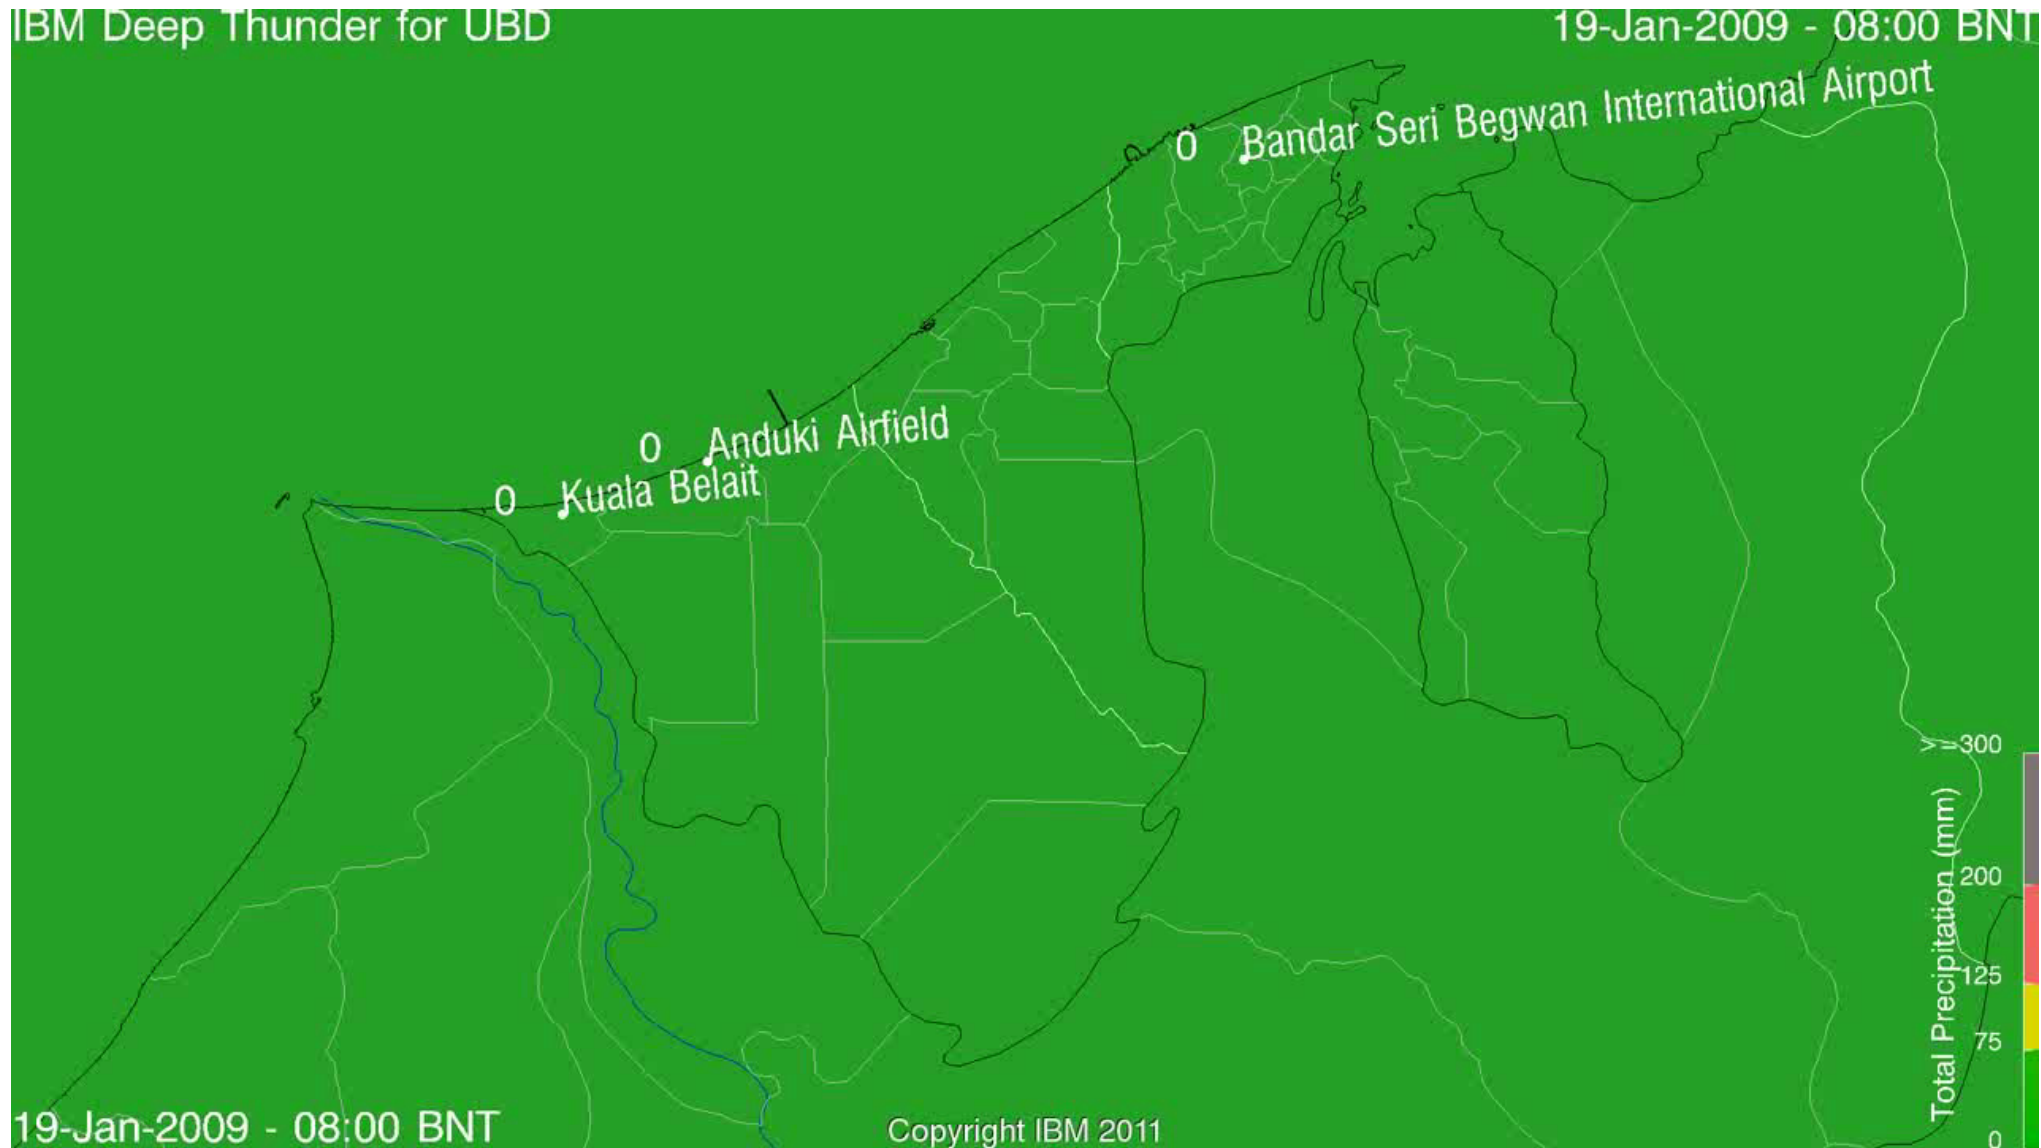 IBM Deep Thunder for UBD
19-Jan-2009 - 08:00 BNT
0 Bandar Seri Begwan International Airport
0 Anduki Airfield
0 Kuala Belait
>= 300
200
125
75
0
Total Precipitation (mm)
19-Jan-2009 - 08:00 BNT
Copyright IBM 2011